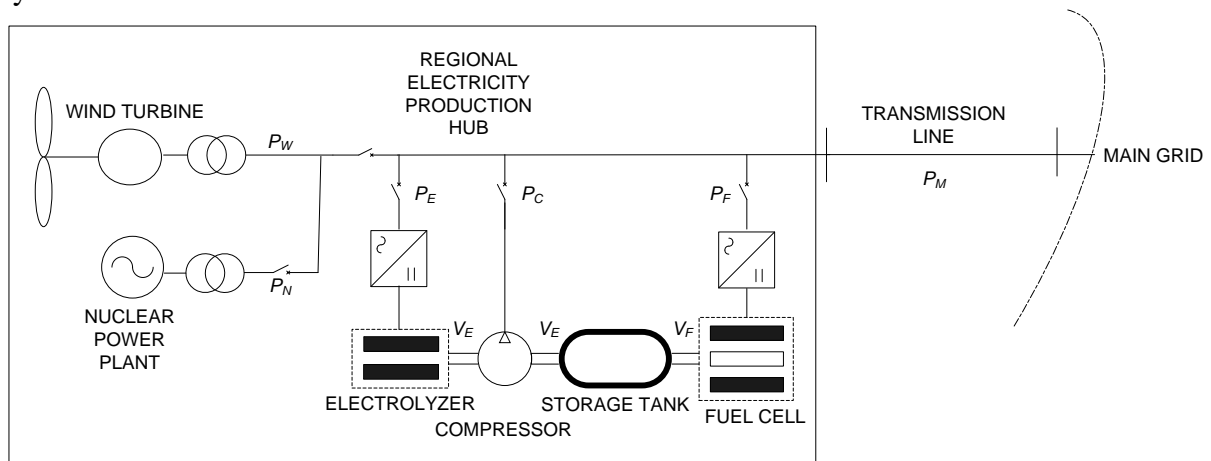 y
REGIONAL
ELECTRICITY
PRODUCTION
HUB
WIND TURBINE
P_W
TRANSMISSION
LINE
MAIN GRID
P_M
P_E
P_C
P_F
P_N
NUCLEAR
POWER
PLANT
V_E
V_E
V_F
ELECTROLYZER
COMPRESSOR
STORAGE TANK
FUEL CELL